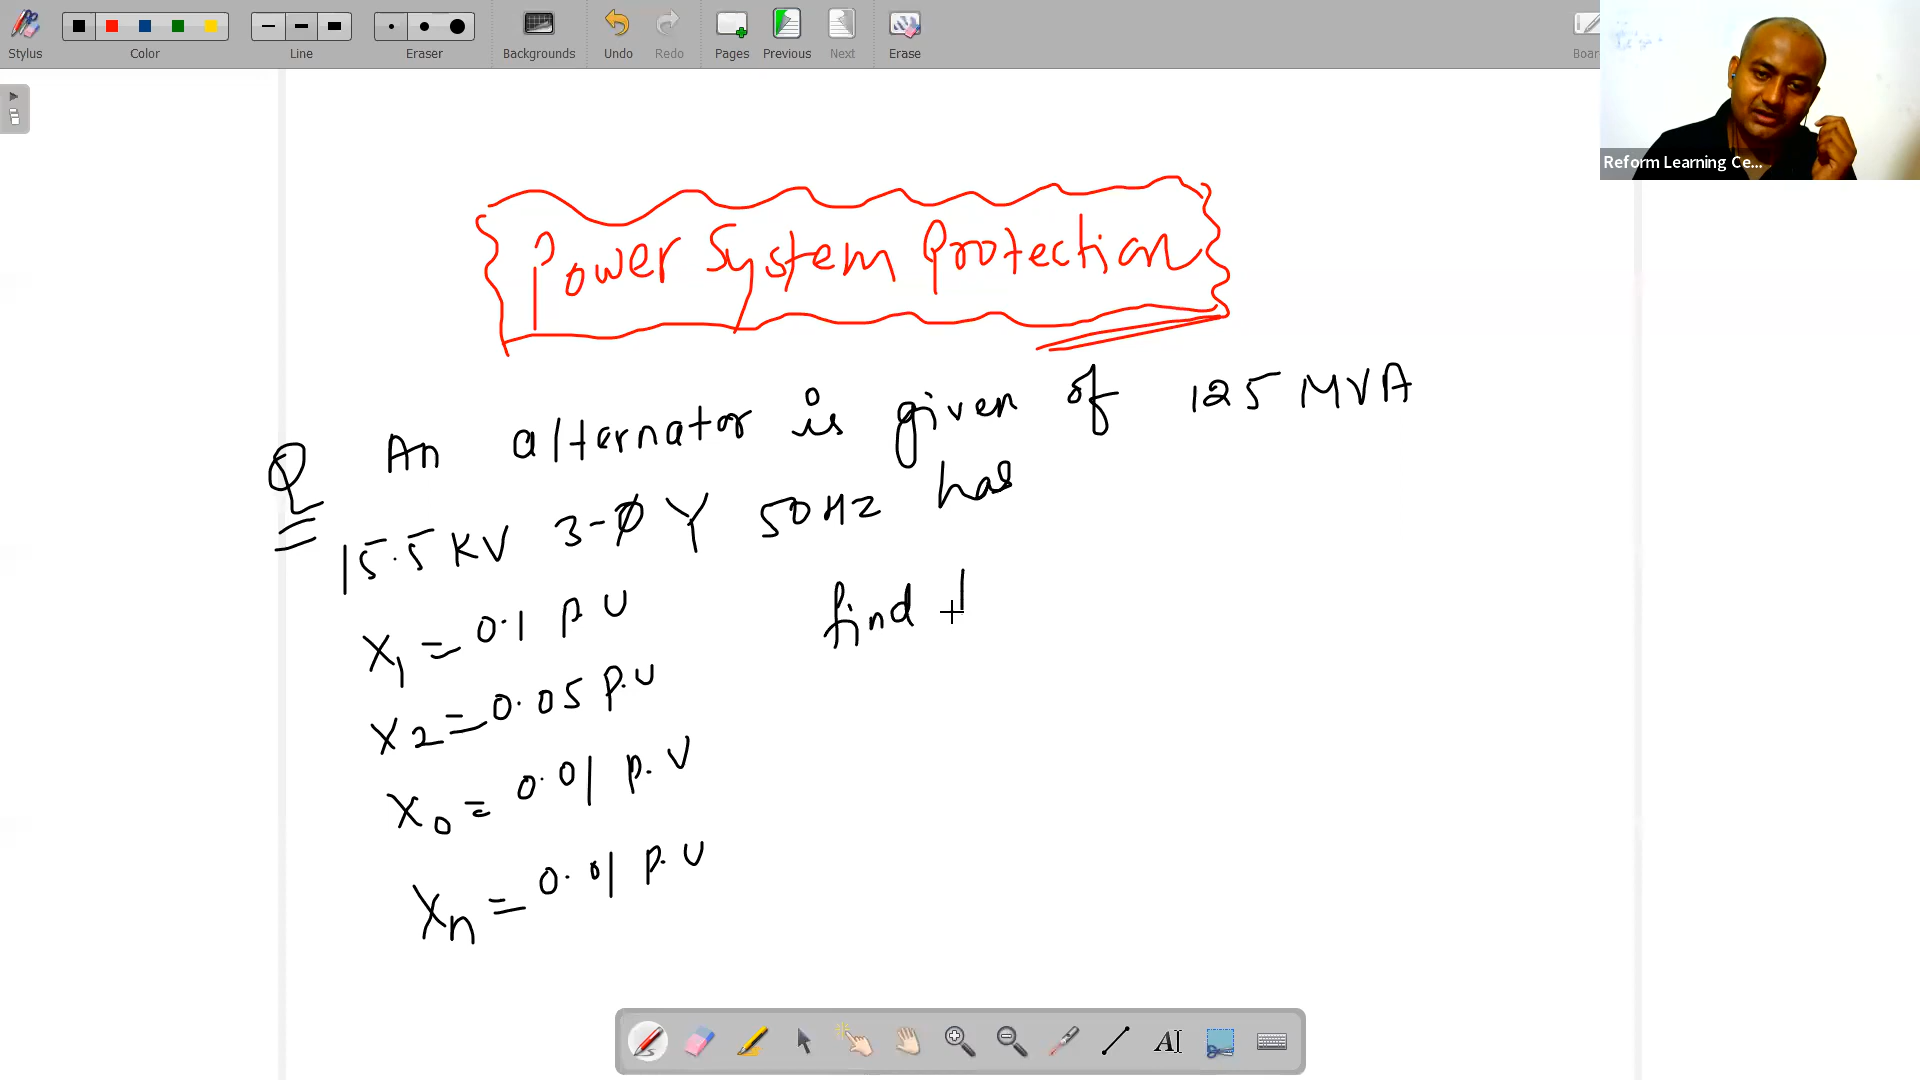 Stylus
Color
Line
Eraser
Backgrounds
Undo
Redo
Pages
Previous
Next
Erase
Reform Learning Ce...
Power System Protection
Q An alternator is given of 125 MVA
15.5 KV 3-Φ Y 50 HZ has
X1 = 0.1 P.U
find
X2 = 0.05 P.U
X0 = 0.01 P.U
Xn = 0.01 P.U